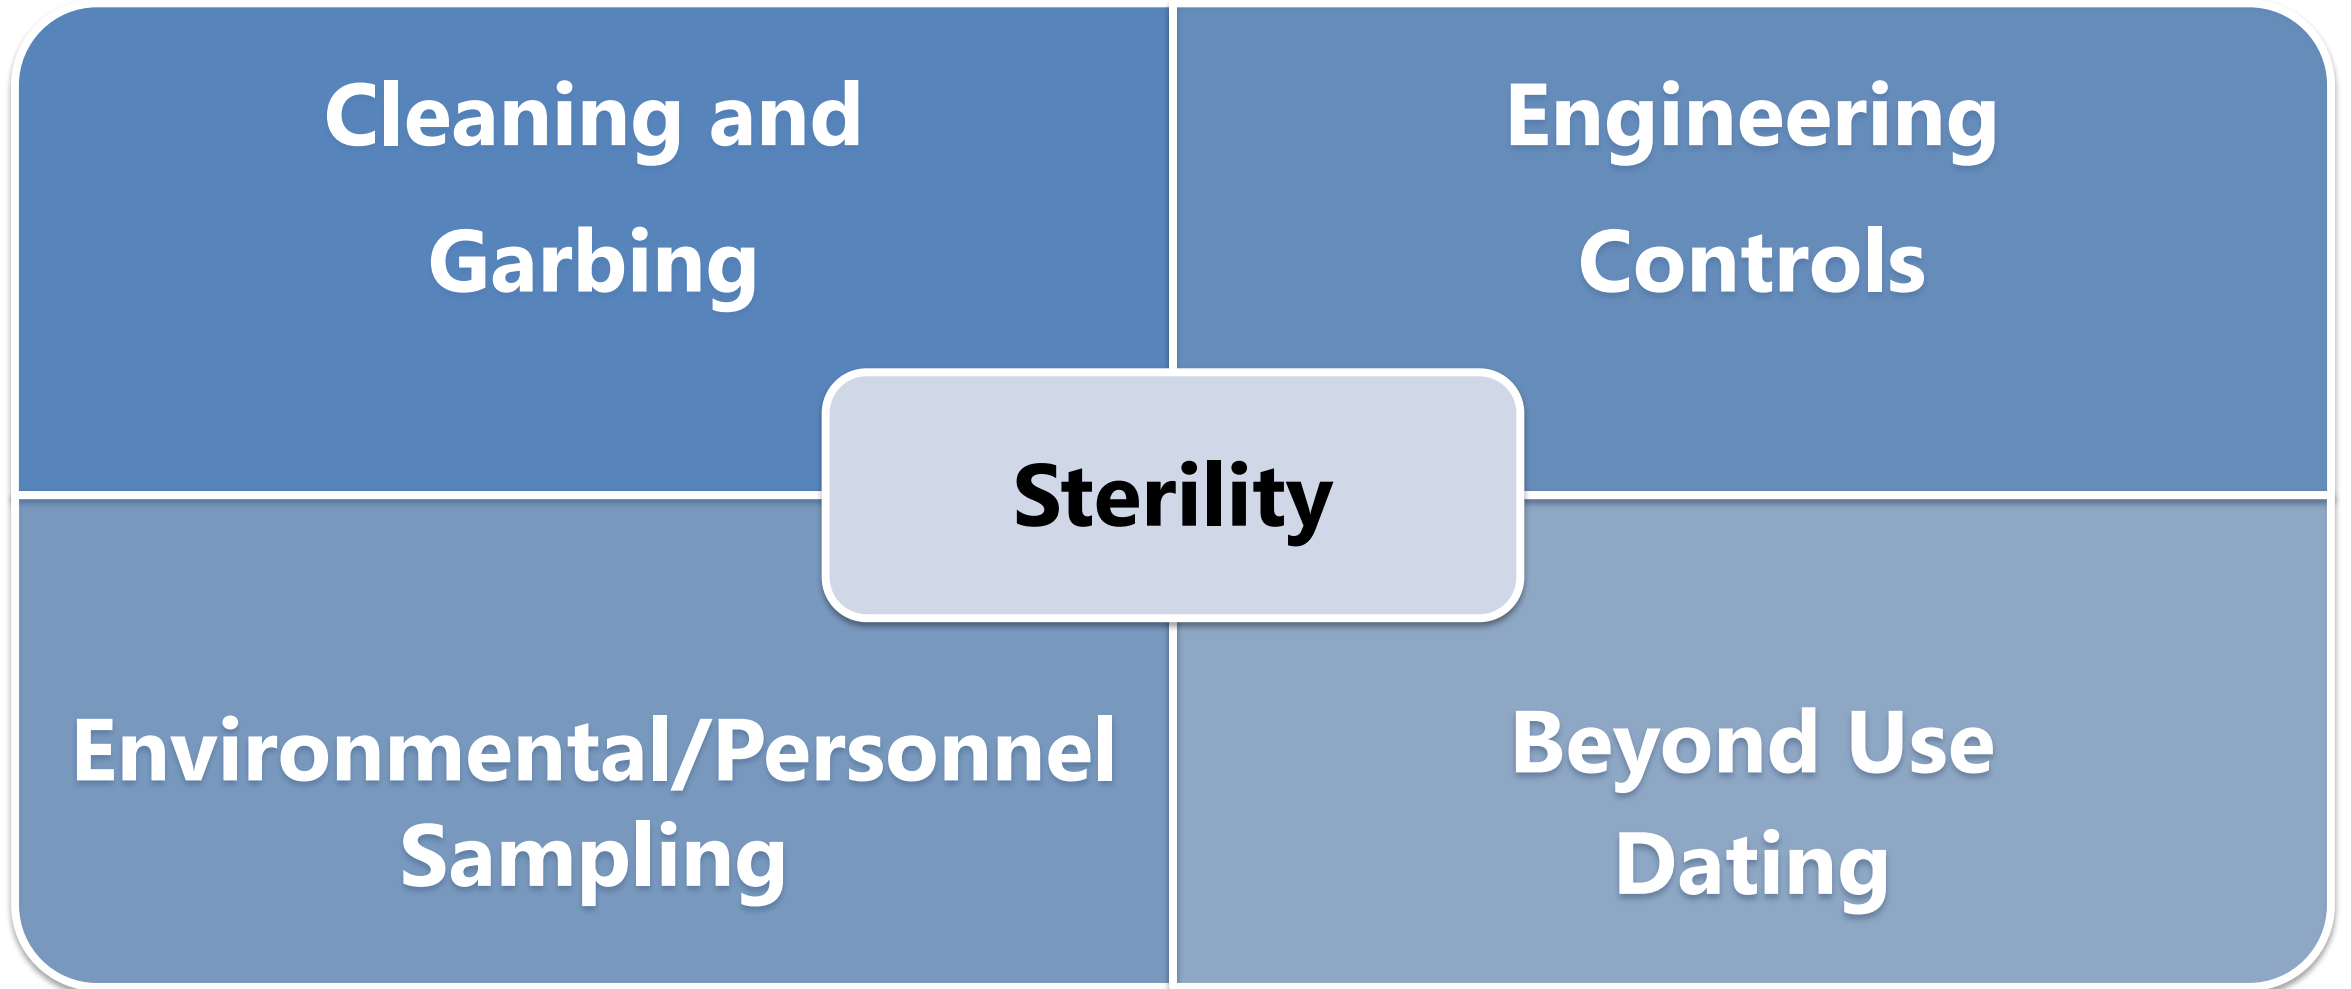 Cleaning and
Garbing
Engineering
Controls
Sterility
Environmental/Personnel
Sampling
Beyond Use
Dating